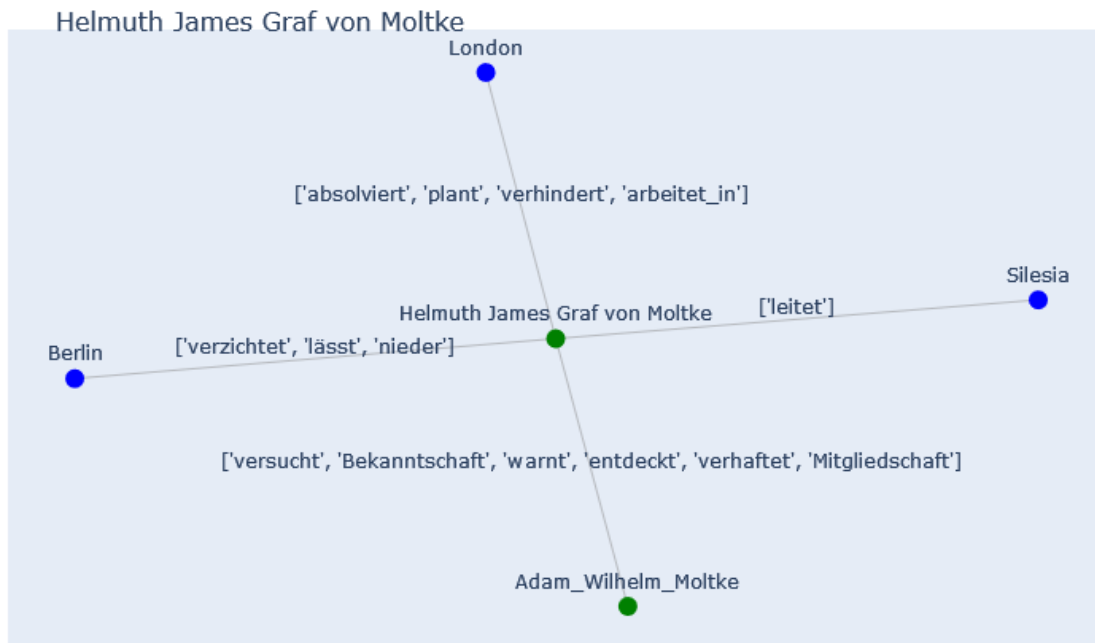 Helmuth James Graf von Moltke
London
['absolviert', 'plant', 'verhindert', 'arbeitet_in']
Silesia
['leitet']
Helmuth James Graf von Moltke
['verzichtet', 'lässt', 'nieder']
Berlin
['versucht', 'Bekanntschaft', 'warnt', 'entdeckt', 'verhaftet', 'Mitgliedschaft']
Adam_Wilhelm_Moltke